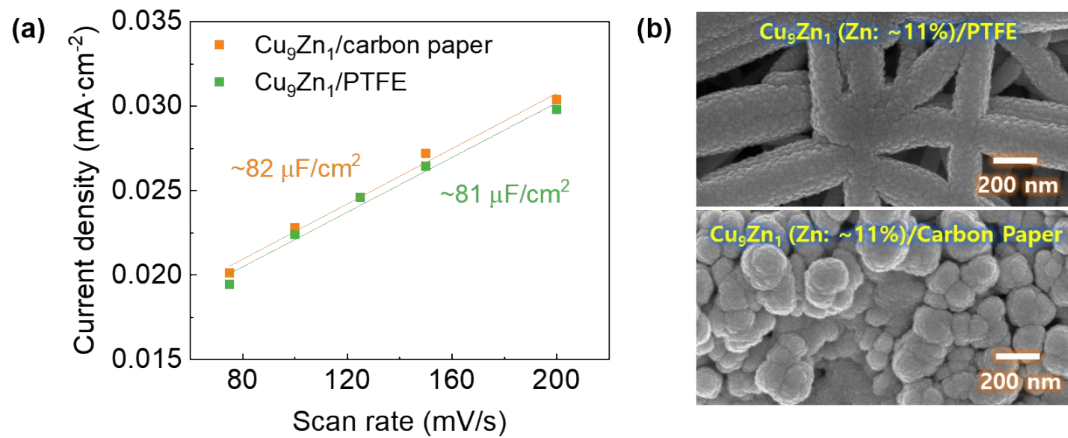 (a)
0.035
0.030
0.025
0.020
0.015
Current density (mA·cm⁻²)
Cu₉Zn₁/carbon paper
Cu₉Zn₁/PTFE
~82 μF/cm²
~81 μF/cm²
80
120
160
200
Scan rate (mV/s)
(b)
Cu₉Zn₁ (Zn: ~11%)/PTFE
200 nm
Cu₉Zn₁ (Zn: ~11%)/Carbon Paper
200 nm